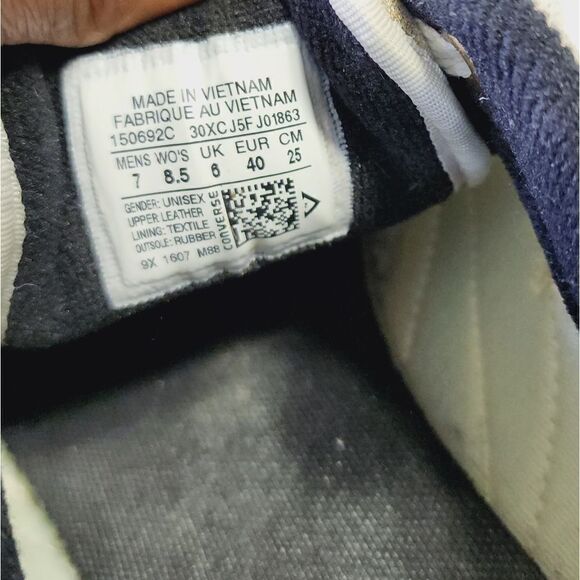 MADE IN VIETNAM
FABRIQUE AU VIETNAM
150692C 30XC J5F J01863
MENS WO'S UK EUR CM
7 8.5 6 40 25
GENDER: UNISEX
UPPER LEATHER
LINING: TEXTILE
OUTSOLE: RUBBER
9X 1607 M88
CONVERSE